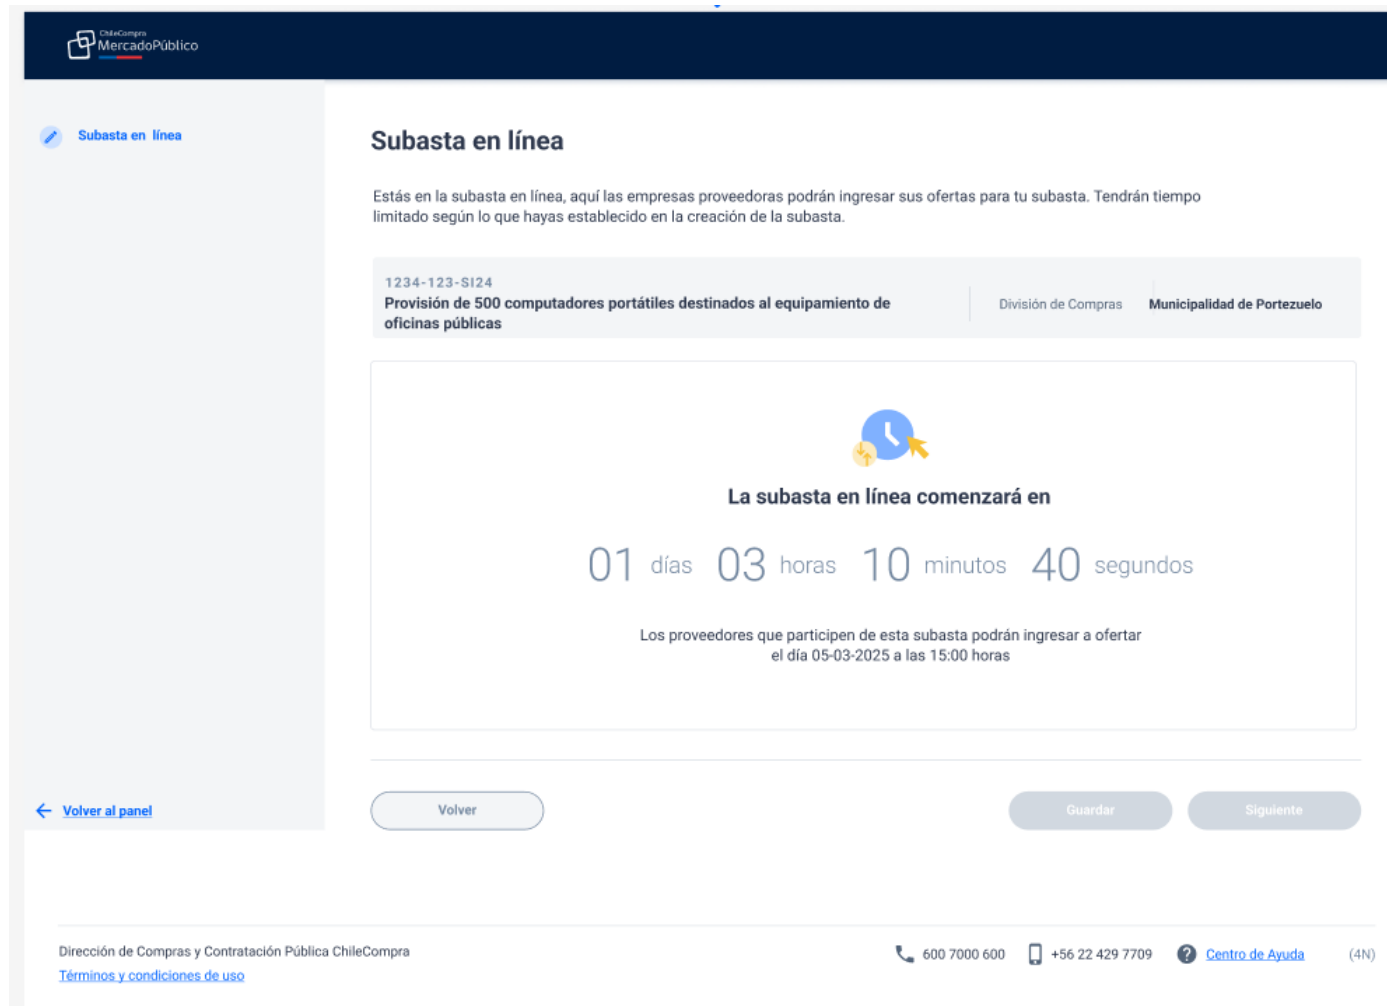 ChileCompra
MercadoPúblico
Subasta en línea
Subasta en línea
Estás en la subasta en línea, aquí las empresas proveedoras podrán ingresar sus ofertas para tu subasta. Tendrán tiempo
limitado según lo que hayas establecido en la creación de la subasta.
1234-123-SI24
Provisión de 500 computadores portátiles destinados al equipamiento de
oficinas públicas
División de Compras Municipalidad de Portezuelo
La subasta en línea comenzará en
01 días 03 horas 10 minutos 40 segundos
Los proveedores que participen de esta subasta podrán ingresar a ofertar
el día 05-03-2025 a las 15:00 horas
Volver al panel
Volver Guardar Siguiente
Dirección de Compras y Contratación Pública ChileCompra
Términos y condiciones de uso
600 7000 600 +56 22 429 7709 Centro de Ayuda (4N)